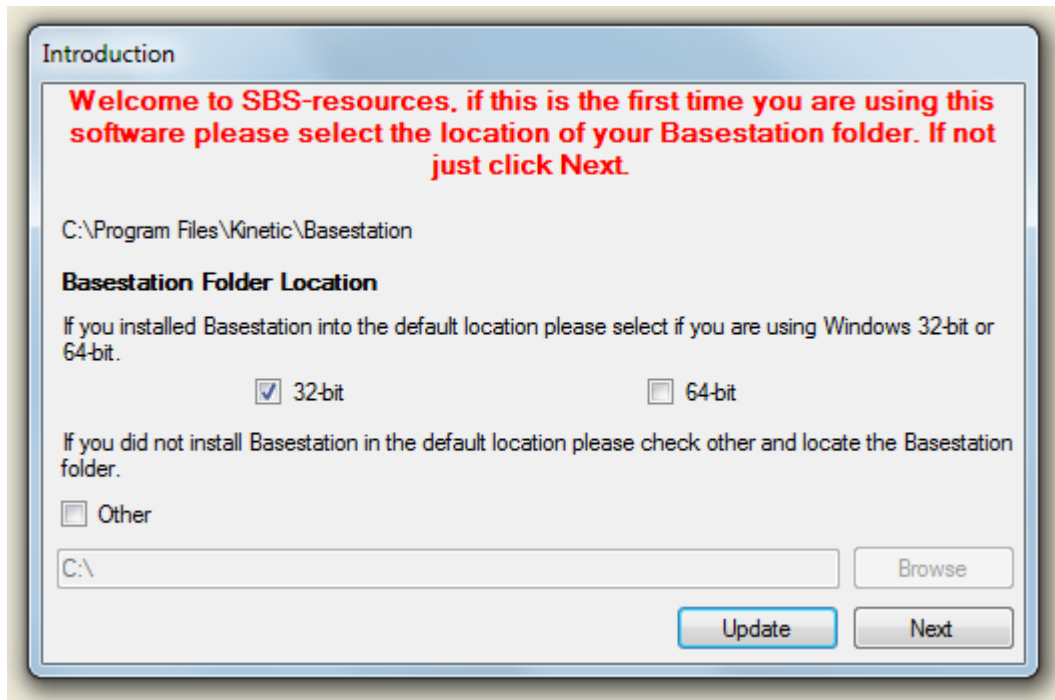 Introduction
Welcome to SBS-resources, if this is the first time you are using this
software please select the location of your Basestation folder. If not
just click Next.
C:\Program Files\Kinetic\Basestation
Basestation Folder Location
If you installed Basestation into the default location please select if you are using Windows 32-bit or
64-bit.
32-bit 64-bit
If you did not install Basestation in the default location please check other and locate the Basestation
folder.
Other
C:\ Browse
Update Next